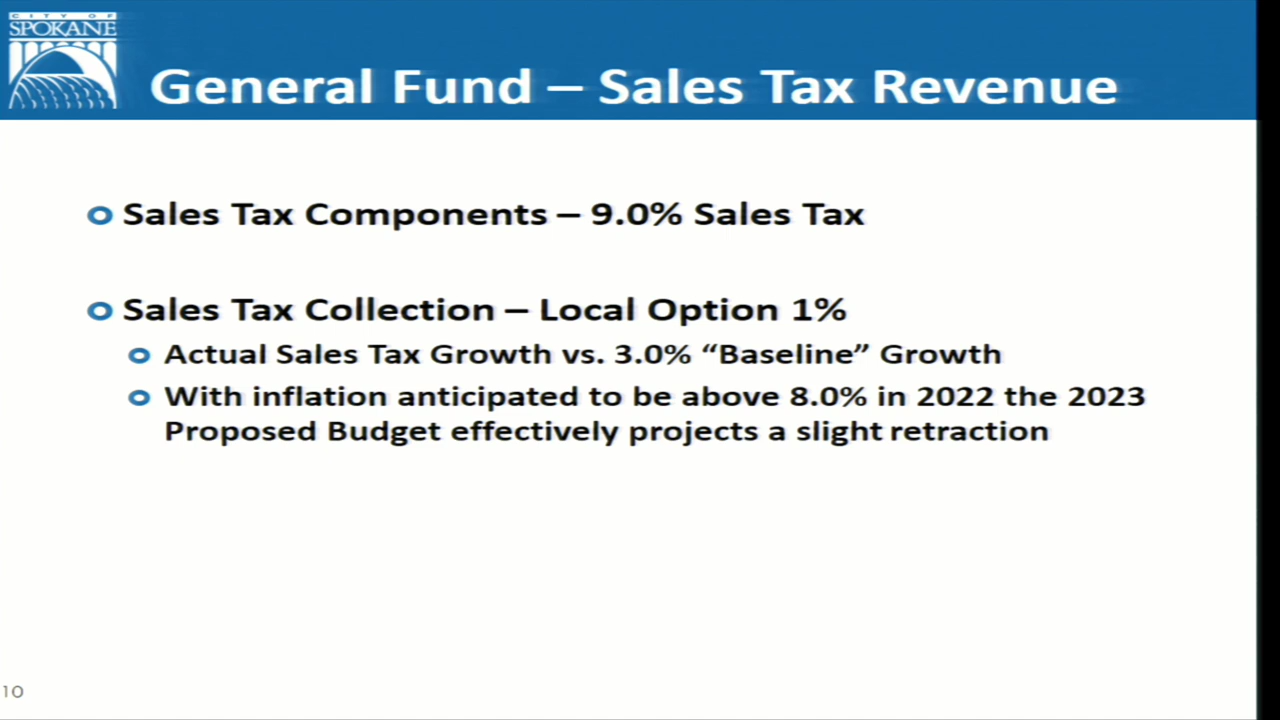 CITY OF
SPOKANE
General Fund – Sales Tax Revenue
Sales Tax Components – 9.0% Sales Tax
Sales Tax Collection – Local Option 1%
Actual Sales Tax Growth vs. 3.0% “Baseline” Growth
With inflation anticipated to be above 8.0% in 2022 the 2023
Proposed Budget effectively projects a slight retraction
10